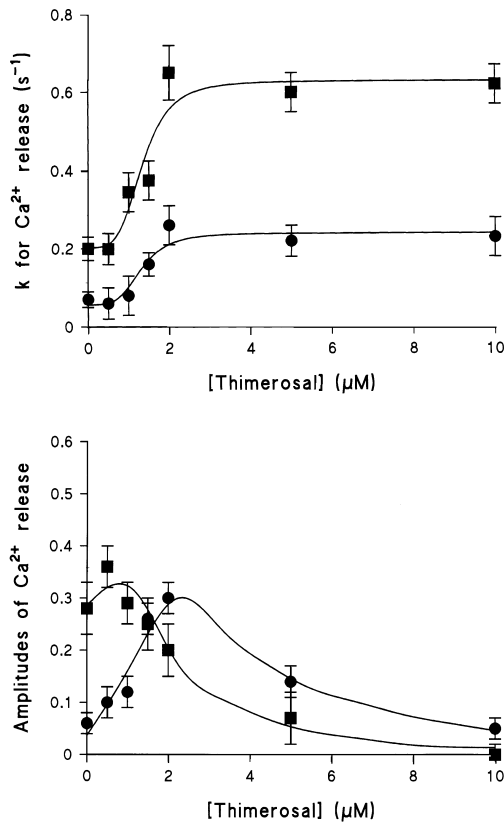 0.8
0.6
0.4
0.2
0
k for Ca²⁺ release (s⁻¹)
0 2 4 6 8 10
[Thimerosal] (μM)
0.6
0.5
0.4
0.3
0.2
0.1
0
Amplitudes of Ca²⁺ release
0 2 4 6 8 10
[Thimerosal] (μM)